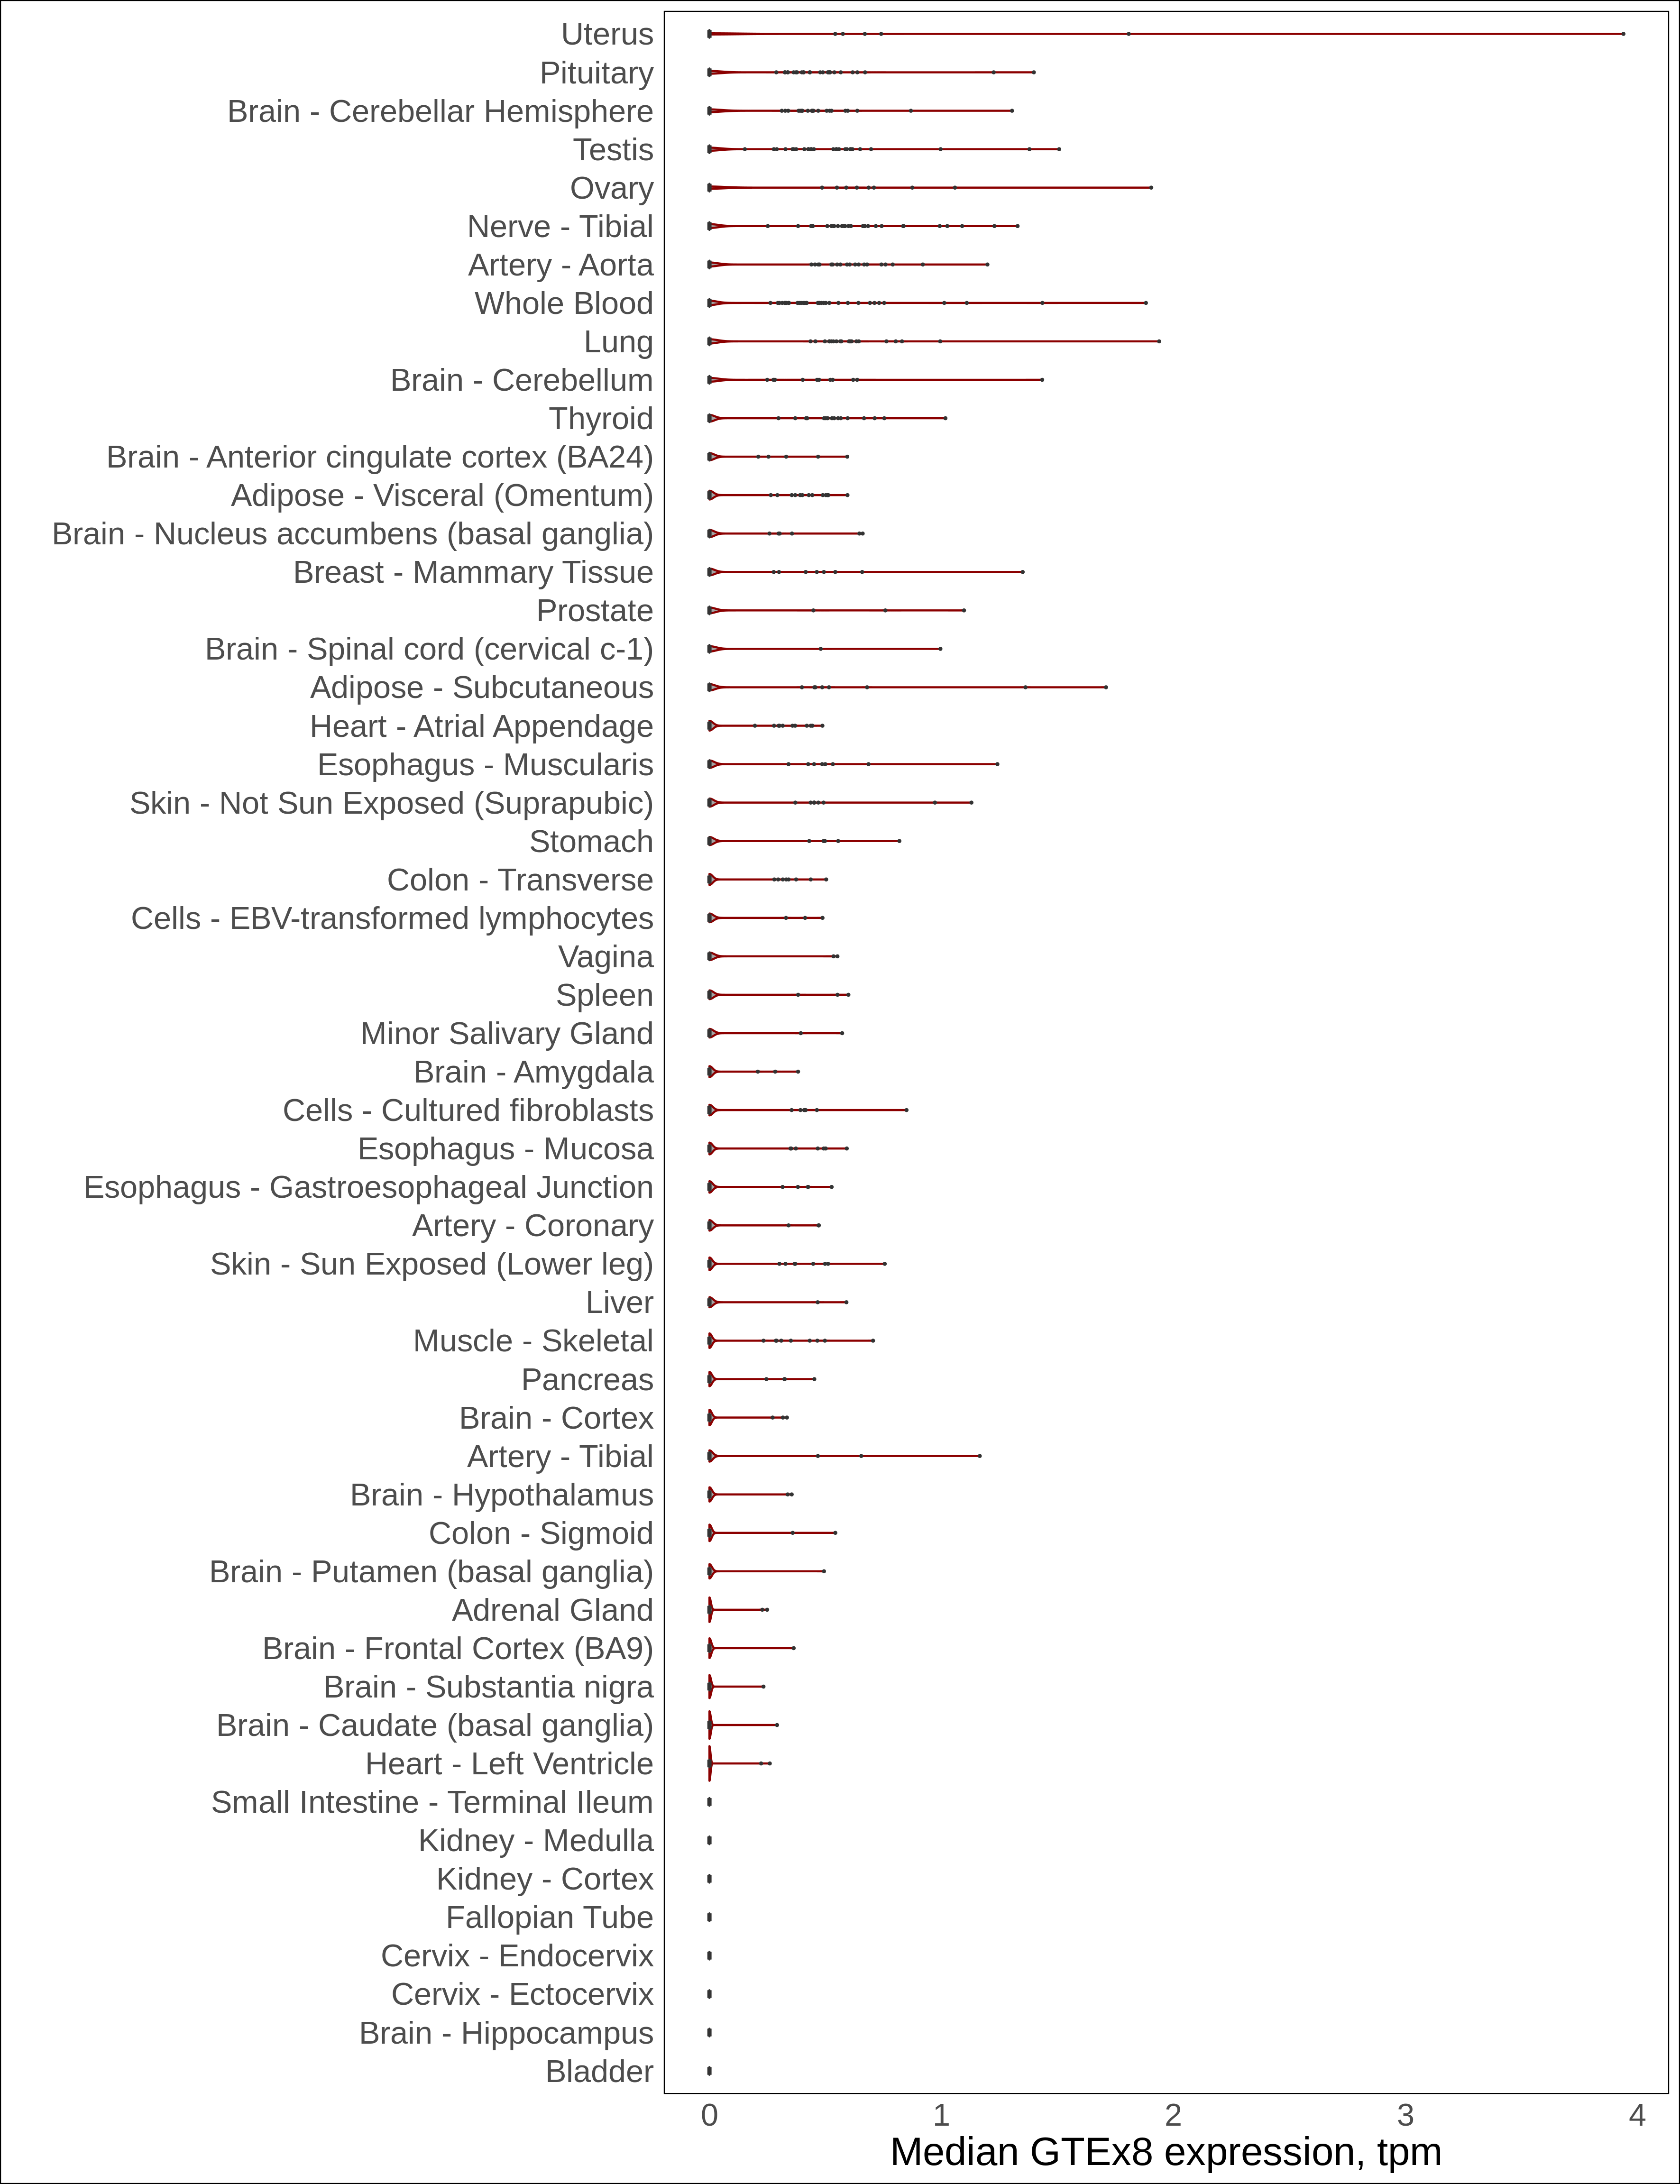 Uterus
Pituitary
Brain - Cerebellar Hemisphere
Testis
Ovary
Nerve - Tibial
Artery - Aorta
Whole Blood
Lung
Brain - Cerebellum
Thyroid
Brain - Anterior cingulate cortex (BA24)
Adipose - Visceral (Omentum)
Brain - Nucleus accumbens (basal ganglia)
Breast - Mammary Tissue
Prostate
Brain - Spinal cord (cervical c-1)
Adipose - Subcutaneous
Heart - Atrial Appendage
Esophagus - Muscularis
Skin - Not Sun Exposed (Suprapubic)
Stomach
Colon - Transverse
Cells - EBV-transformed lymphocytes
Vagina
Spleen
Minor Salivary Gland
Brain - Amygdala
Cells - Cultured fibroblasts
Esophagus - Mucosa
Esophagus - Gastroesophageal Junction
Artery - Coronary
Skin - Sun Exposed (Lower leg)
Liver
Muscle - Skeletal
Pancreas
Brain - Cortex
Artery - Tibial
Brain - Hypothalamus
Colon - Sigmoid
Brain - Putamen (basal ganglia)
Adrenal Gland
Brain - Frontal Cortex (BA9)
Brain - Substantia nigra
Brain - Caudate (basal ganglia)
Heart - Left Ventricle
Small Intestine - Terminal Ileum
Kidney - Medulla
Kidney - Cortex
Fallopian Tube
Cervix - Endocervix
Cervix - Ectocervix
Brain - Hippocampus
Bladder
0 1 2 3 4
Median GTEx8 expression, tpm